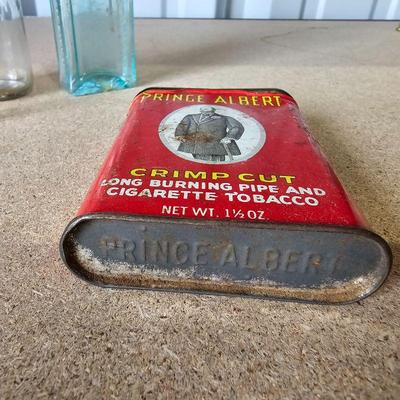 PRINCE ALBERT
CRIMP CUT
LONG BURNING PIPE AND
CIGARETTE TOBACCO
NET WT. 1½ OZ.
PRINCE ALBERT